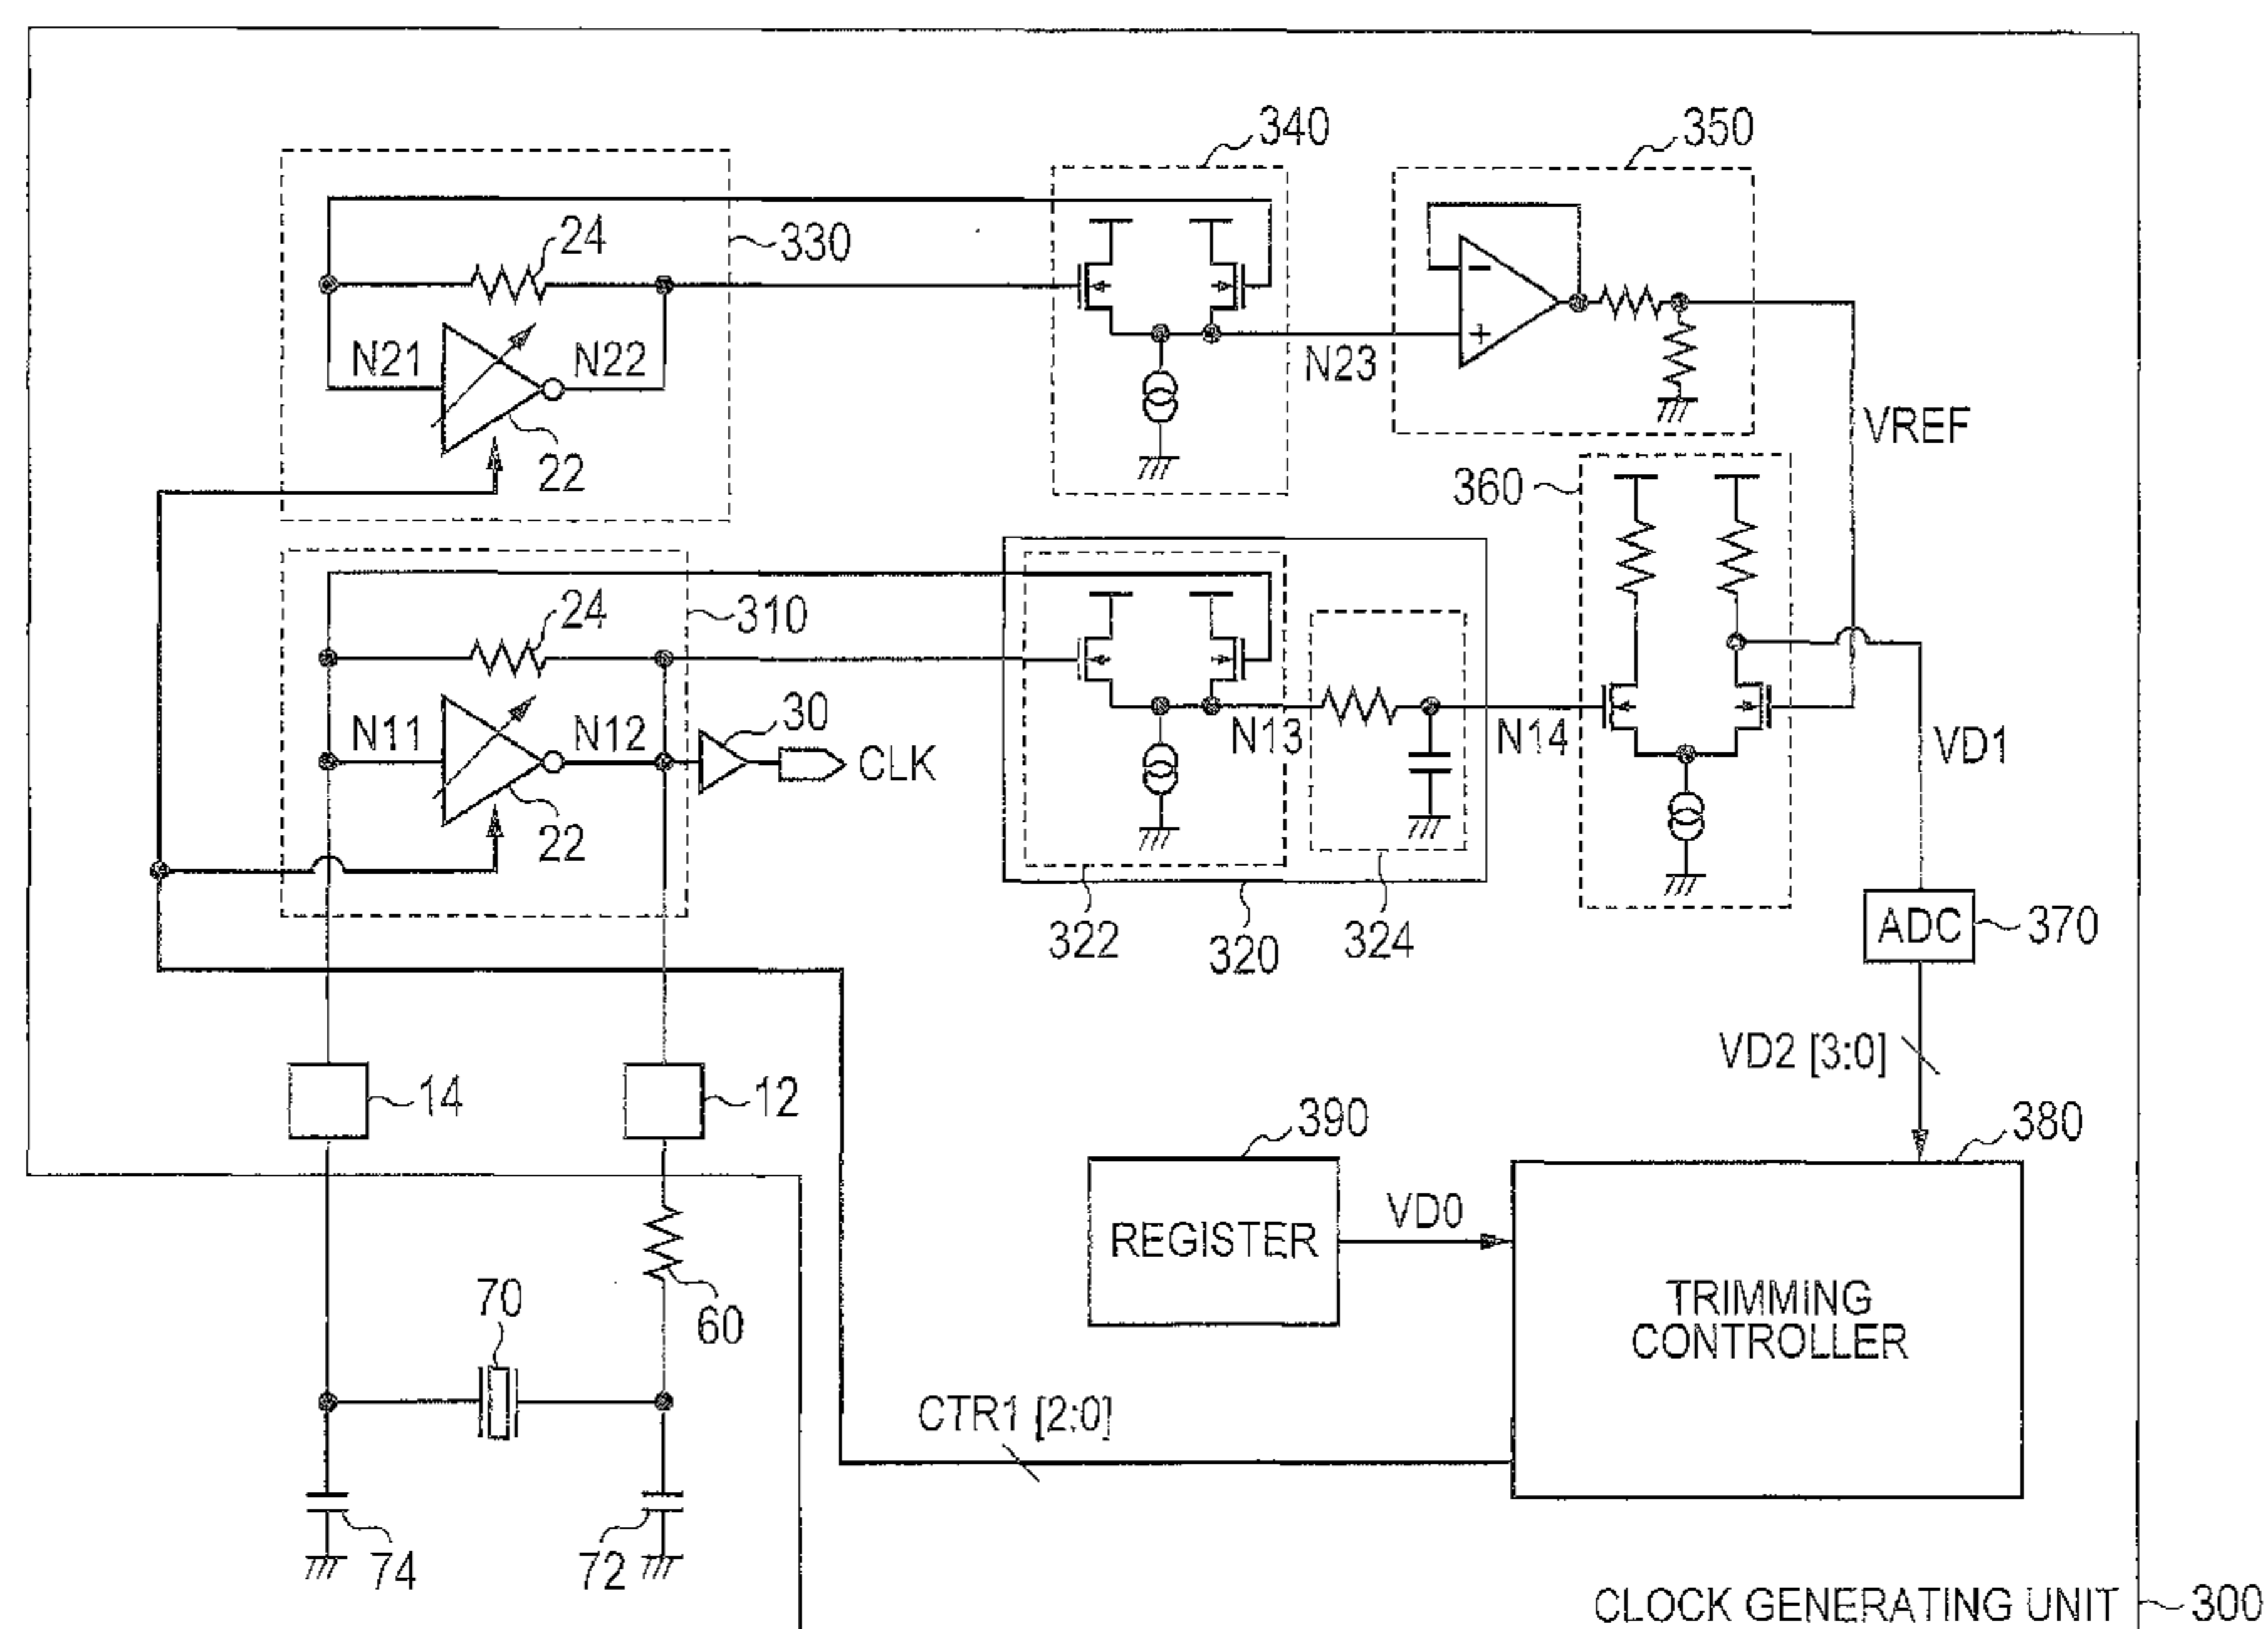 340
350
24
330
N21
N22
N23
22
VREF
360
24
310
30
N11
N12
N13
N14
CLK
VD1
22
322
320
324
ADC
370
VD2 [3:0]
14
12
390
380
REGISTER
VD0
TRIMMING
CONTROLLER
70
60
CTR1 [2:0]
74
72
CLOCK GENERATING UNIT
300